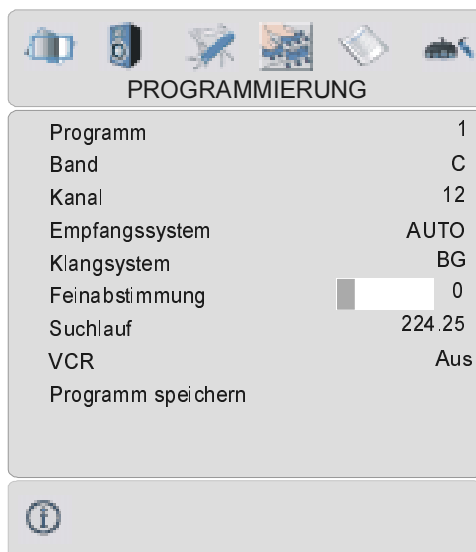 PROGRAMMIERUNG
Programm 1
Band C
Kanal 12
Empfangssystem AUTO
Klangsystem BG
Feinabstimmung 0
Suchlauf 224.25
VCR Aus
Programm speichern